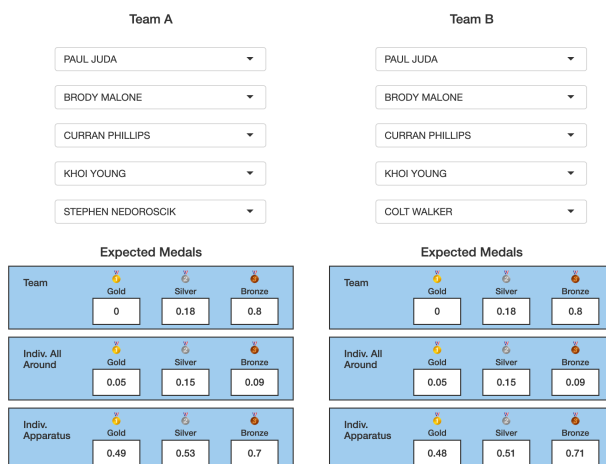 Team A
Team B
PAUL JUDA
PAUL JUDA
BRODY MALONE
BRODY MALONE
CURRAN PHILLIPS
CURRAN PHILLIPS
KHOI YOUNG
KHOI YOUNG
STEPHEN NEDOROSCIK
COLT WALKER
Expected Medals
Expected Medals
Team
Gold
Silver
Bronze
0
0.18
0.8
Team
Gold
Silver
Bronze
0
0.18
0.8
Indiv. All
Around
Gold
Silver
Bronze
0.05
0.15
0.09
Indiv. All
Around
Gold
Silver
Bronze
0.05
0.15
0.09
Indiv.
Apparatus
Gold
Silver
Bronze
0.49
0.53
0.7
Indiv.
Apparatus
Gold
Silver
Bronze
0.48
0.51
0.71